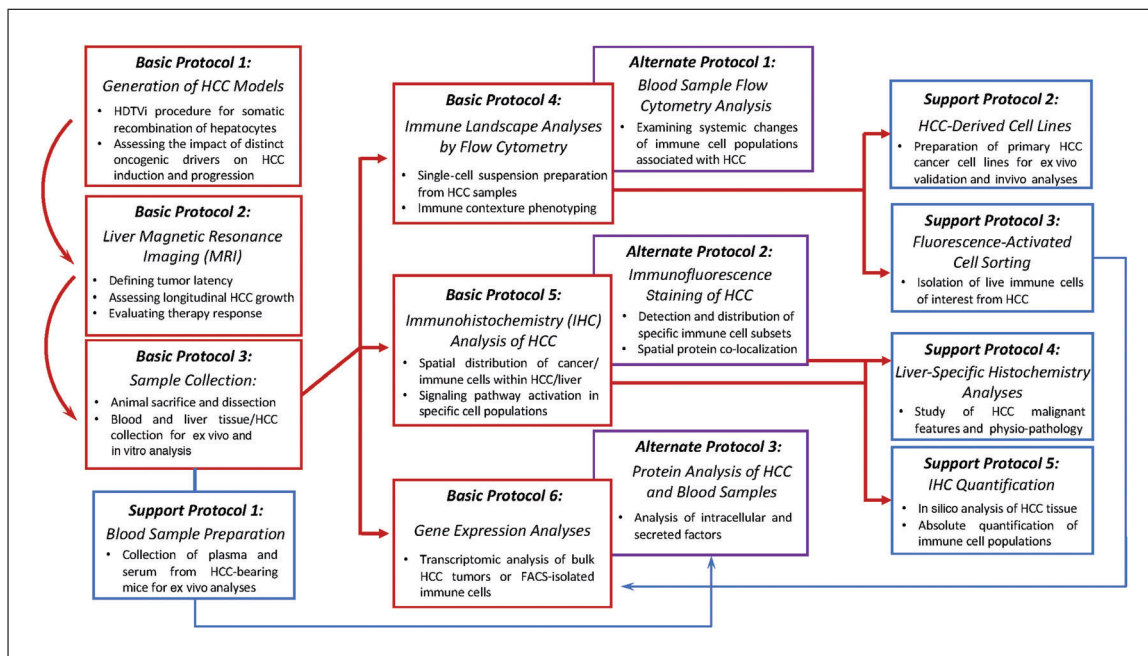 Basic Protocol 1:
Generation of HCC Models
• HDTVi procedure for somatic
recombination of hepatocytes
• Assessing the impact of distinct
oncogenic drivers on HCC
induction and progression
Basic Protocol 2:
Liver Magnetic Resonance
Imaging (MRI)
• Defining tumor latency
• Assessing longitudinal HCC growth
• Evaluating therapy response
Basic Protocol 3:
Sample Collection:
• Animal sacrifice and dissection
• Blood and liver tissue/HCC
collection for ex vivo and
in vitro analysis
Support Protocol 1:
Blood Sample Preparation
• Collection of plasma and
serum from HCC-bearing
mice for ex vivo analyses
Basic Protocol 4:
Immune Landscape Analyses
by Flow Cytometry
• Single-cell suspension preparation
from HCC samples
• Immune contexture phenotyping
Alternate Protocol 1:
Blood Sample Flow
Cytometry Analysis
• Examining systemic changes
of immune cell populations
associated with HCC
Basic Protocol 5:
Immunohistochemistry (IHC)
Analysis of HCC
• Spatial distribution of cancer/
immune cells within HCC/liver
• Signaling pathway activation in
specific cell populations
Alternate Protocol 2:
Immunofluorescence
Staining of HCC
• Detection and distribution of
specific immune cell subsets
• Spatial protein co-localization
Basic Protocol 6:
Gene Expression Analyses
• Transcriptomic analysis of bulk
HCC tumors or FACS-isolated
immune cells
Alternate Protocol 3:
Protein Analysis of HCC
and Blood Samples
• Analysis of intracellular and
secreted factors
Support Protocol 2:
HCC-Derived Cell Lines
• Preparation of primary HCC
cancer cell lines for ex vivo
validation and invivo analyses
Support Protocol 3:
Fluorescence-Activated
Cell Sorting
• Isolation of live immune cells
of interest from HCC
Support Protocol 4:
Liver-Specific Histochemistry
Analyses
• Study of HCC malignant
features and physio-pathology
Support Protocol 5:
IHC Quantification
• In silico analysis of HCC tissue
• Absolute quantification of
immune cell populations